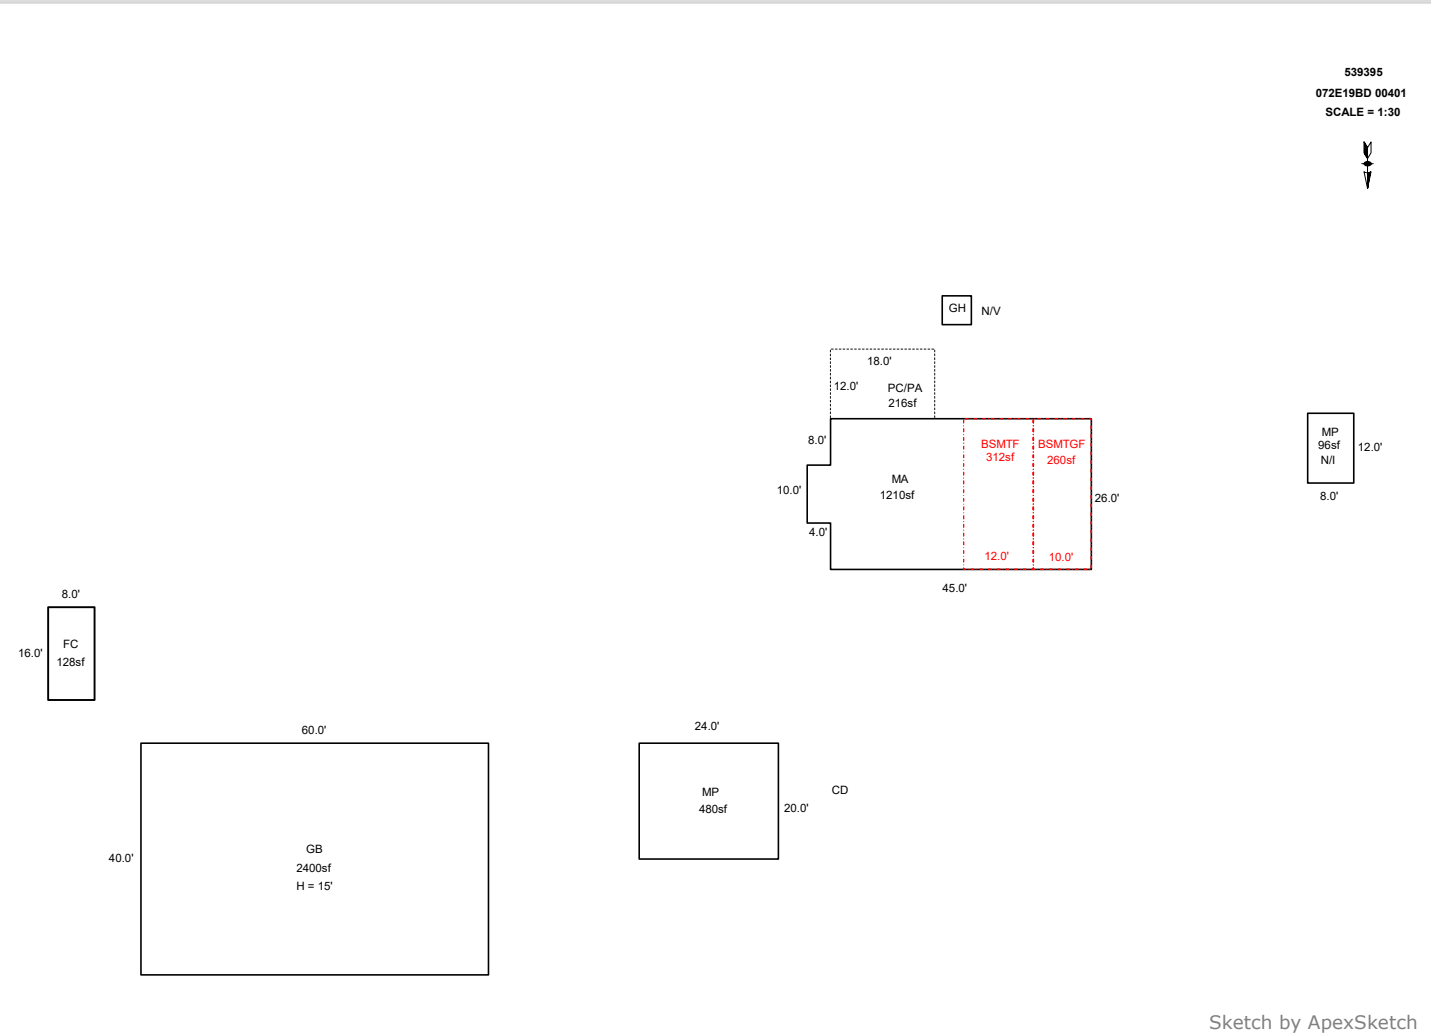 539395
072E19BD 00401
SCALE = 1:30
GH
N/V
18.0'
12.0'
PC/PA
216sf
8.0'
10.0'
4.0'
MA
1210sf
BSMTF
312sf
BSMTGF
260sf
12.0'
10.0'
26.0'
45.0'
MP
96sf
N/I
12.0'
8.0'
8.0'
16.0'
FC
128sf
60.0'
40.0'
GB
2400sf
H = 15'
24.0'
MP
480sf
20.0'
CD
Sketch by ApexSketch